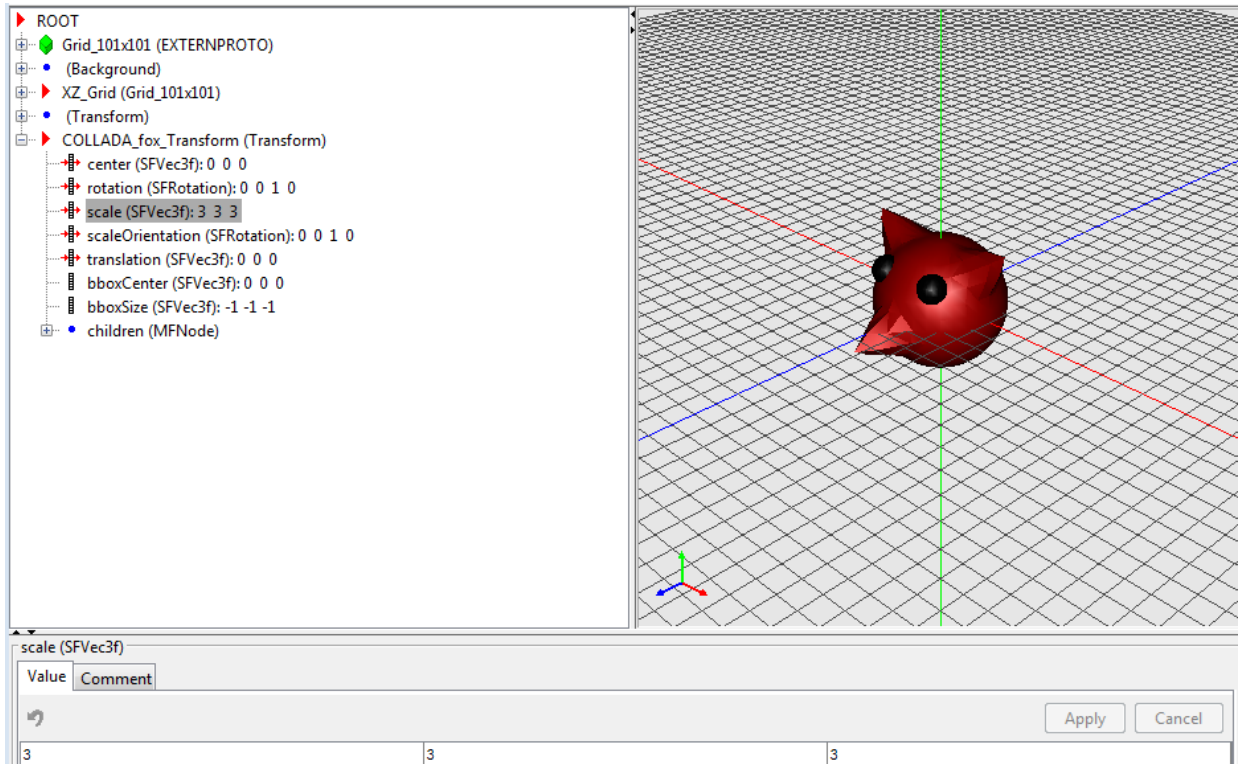 ROOT
Grid_101x101 (EXTERNPROTO)
(Background)
XZ_Grid (Grid_101x101)
(Transform)
COLLADA_fox_Transform (Transform)
center (SFVec3f): 0 0 0
rotation (SFRotation): 0 0 1 0
scale (SFVec3f): 3 3 3
scaleOrientation (SFRotation): 0 0 1 0
translation (SFVec3f): 0 0 0
bboxCenter (SFVec3f): 0 0 0
bboxSize (SFVec3f): -1 -1 -1
children (MFNode)
scale (SFVec3f)
Value Comment
Apply Cancel
3 3 3